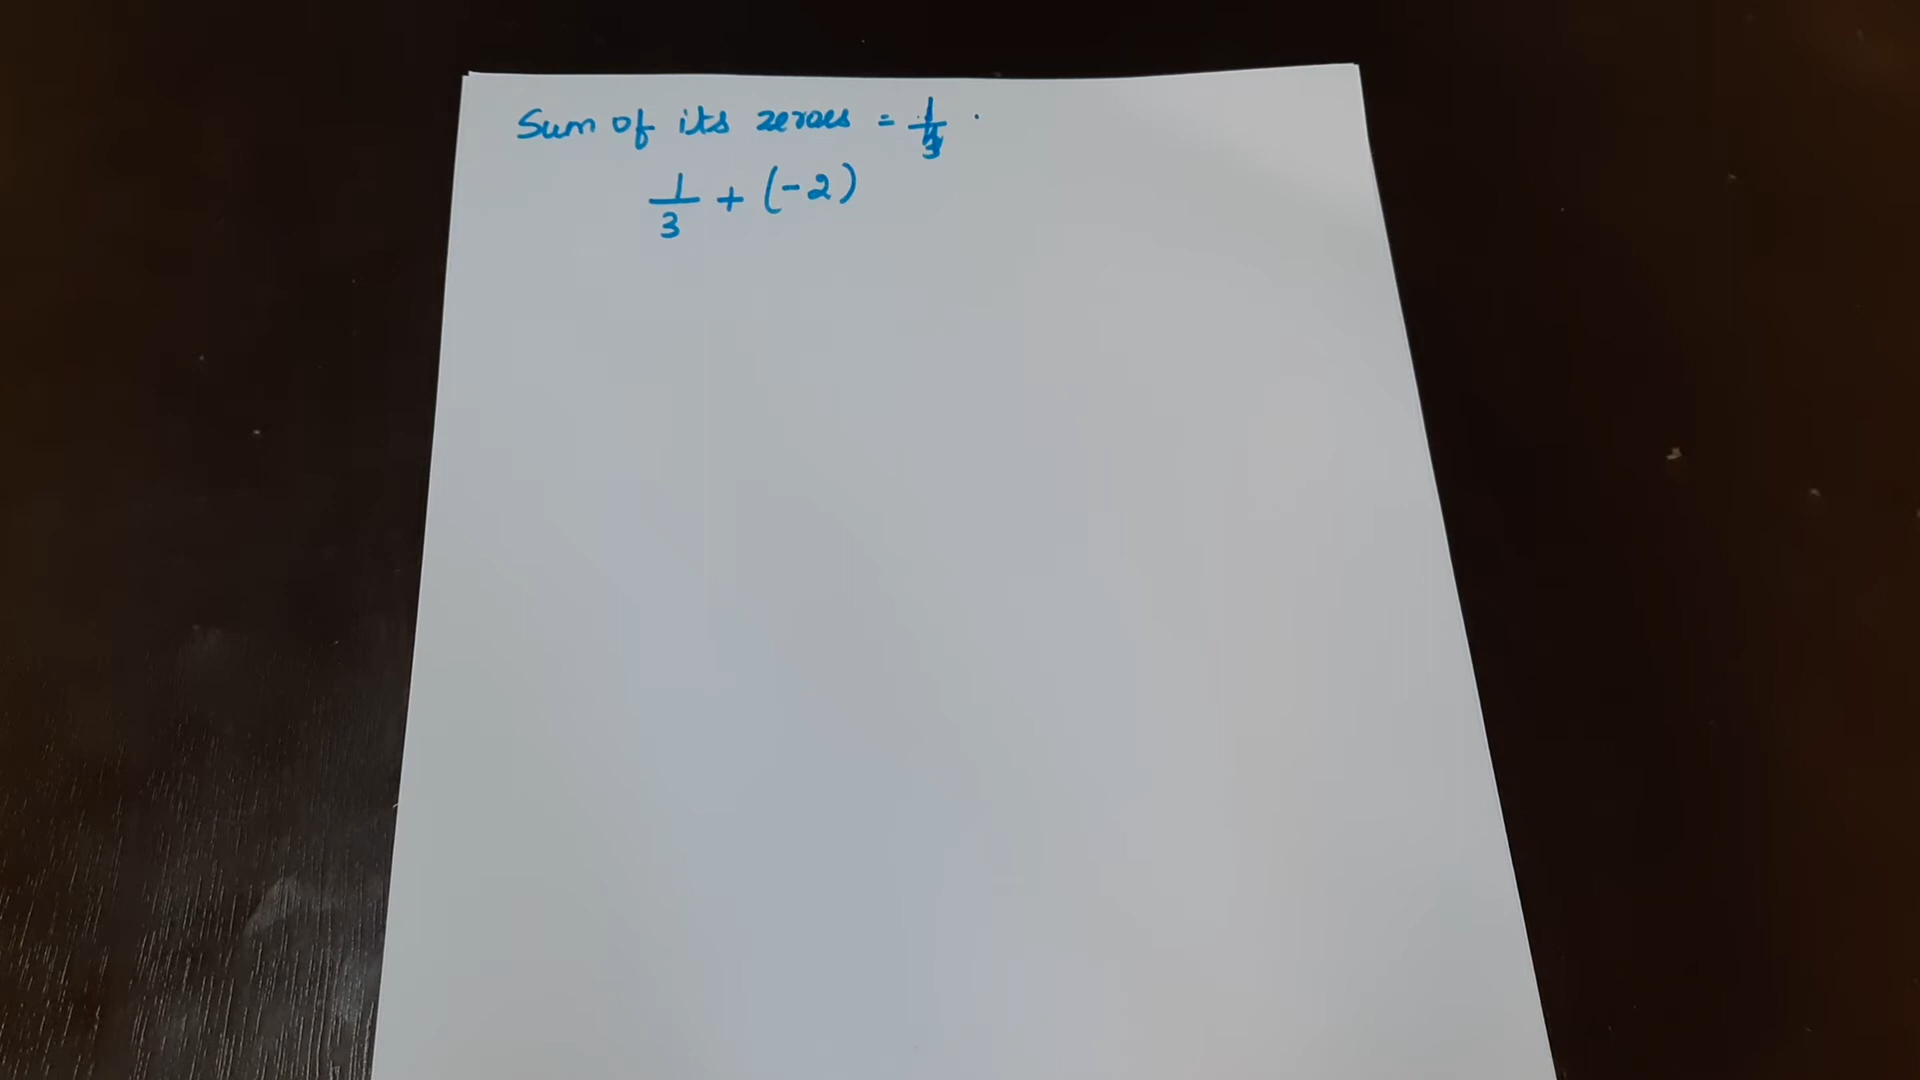 Sum of its zeroes = 1/3 .
1/3 + (-2)